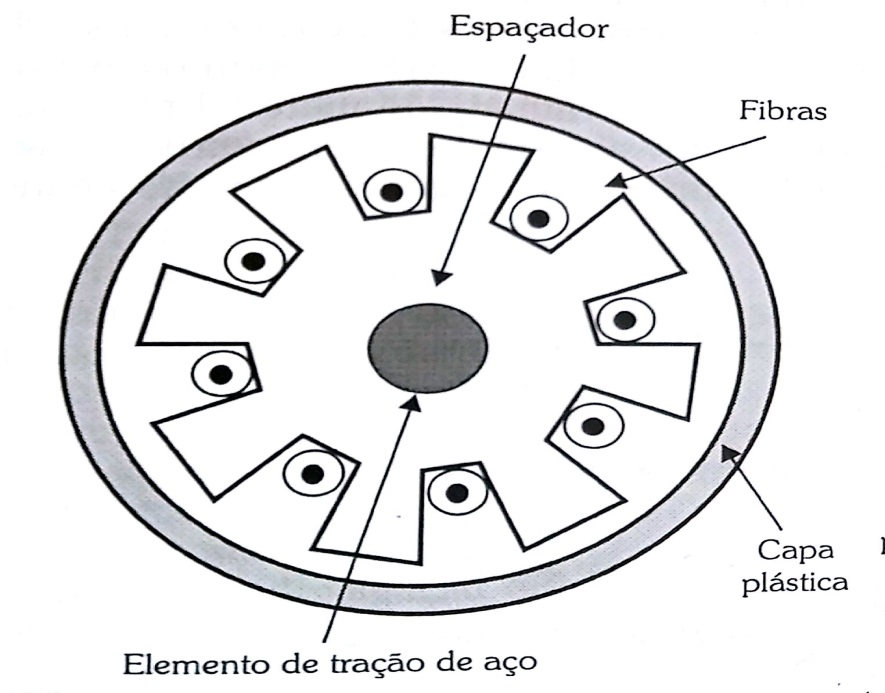 Espaçador
Fibras
Capa
plástica
Elemento de tração de aço